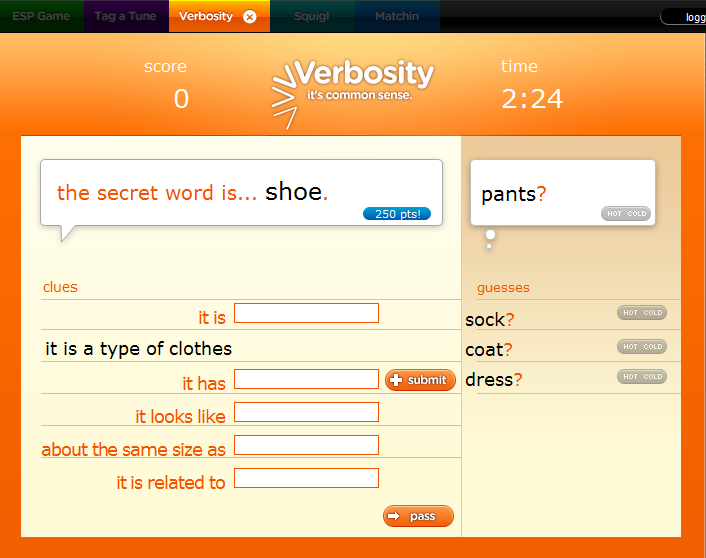 ESP Game Tag a Tune Verbosity Squigl Matchin logg
score
0
Verbosity
it's common sense.
time
2:24
the secret word is... shoe.
250 pts!
pants?
HOT COLD
clues
guesses
it is
sock?
HOT COLD
it is a type of clothes
coat?
HOT COLD
it has
submit
dress?
HOT COLD
it looks like
about the same size as
it is related to
pass